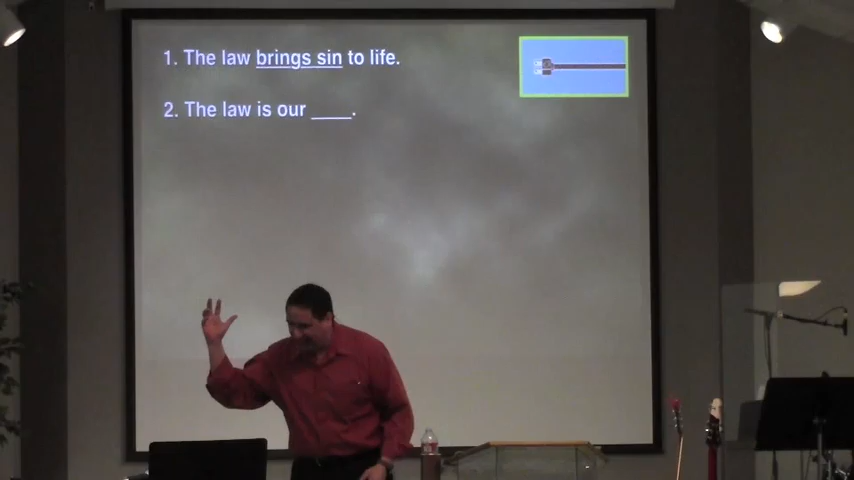 1. The law brings sin to life.
2. The law is our ____.